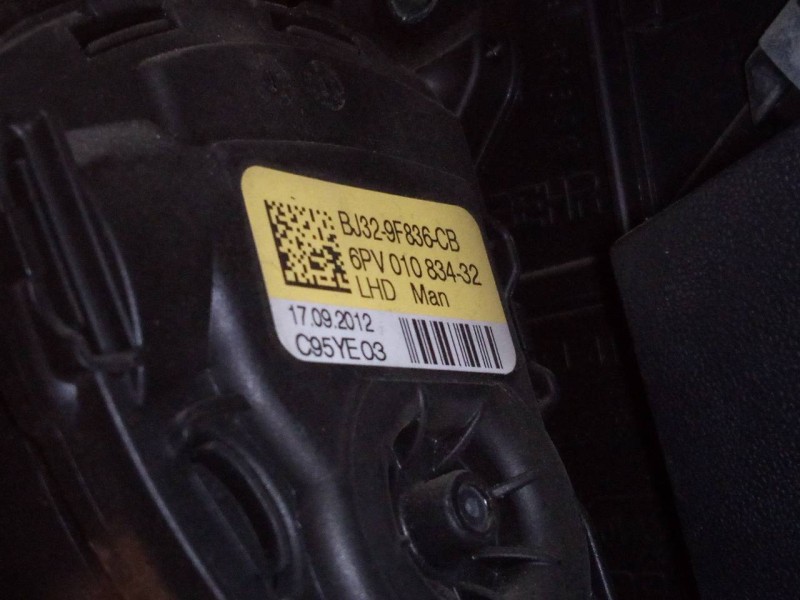 BJ32-9F836-CB
6PV 010 834-32
LHD Man
17.09.2012
C95YE03